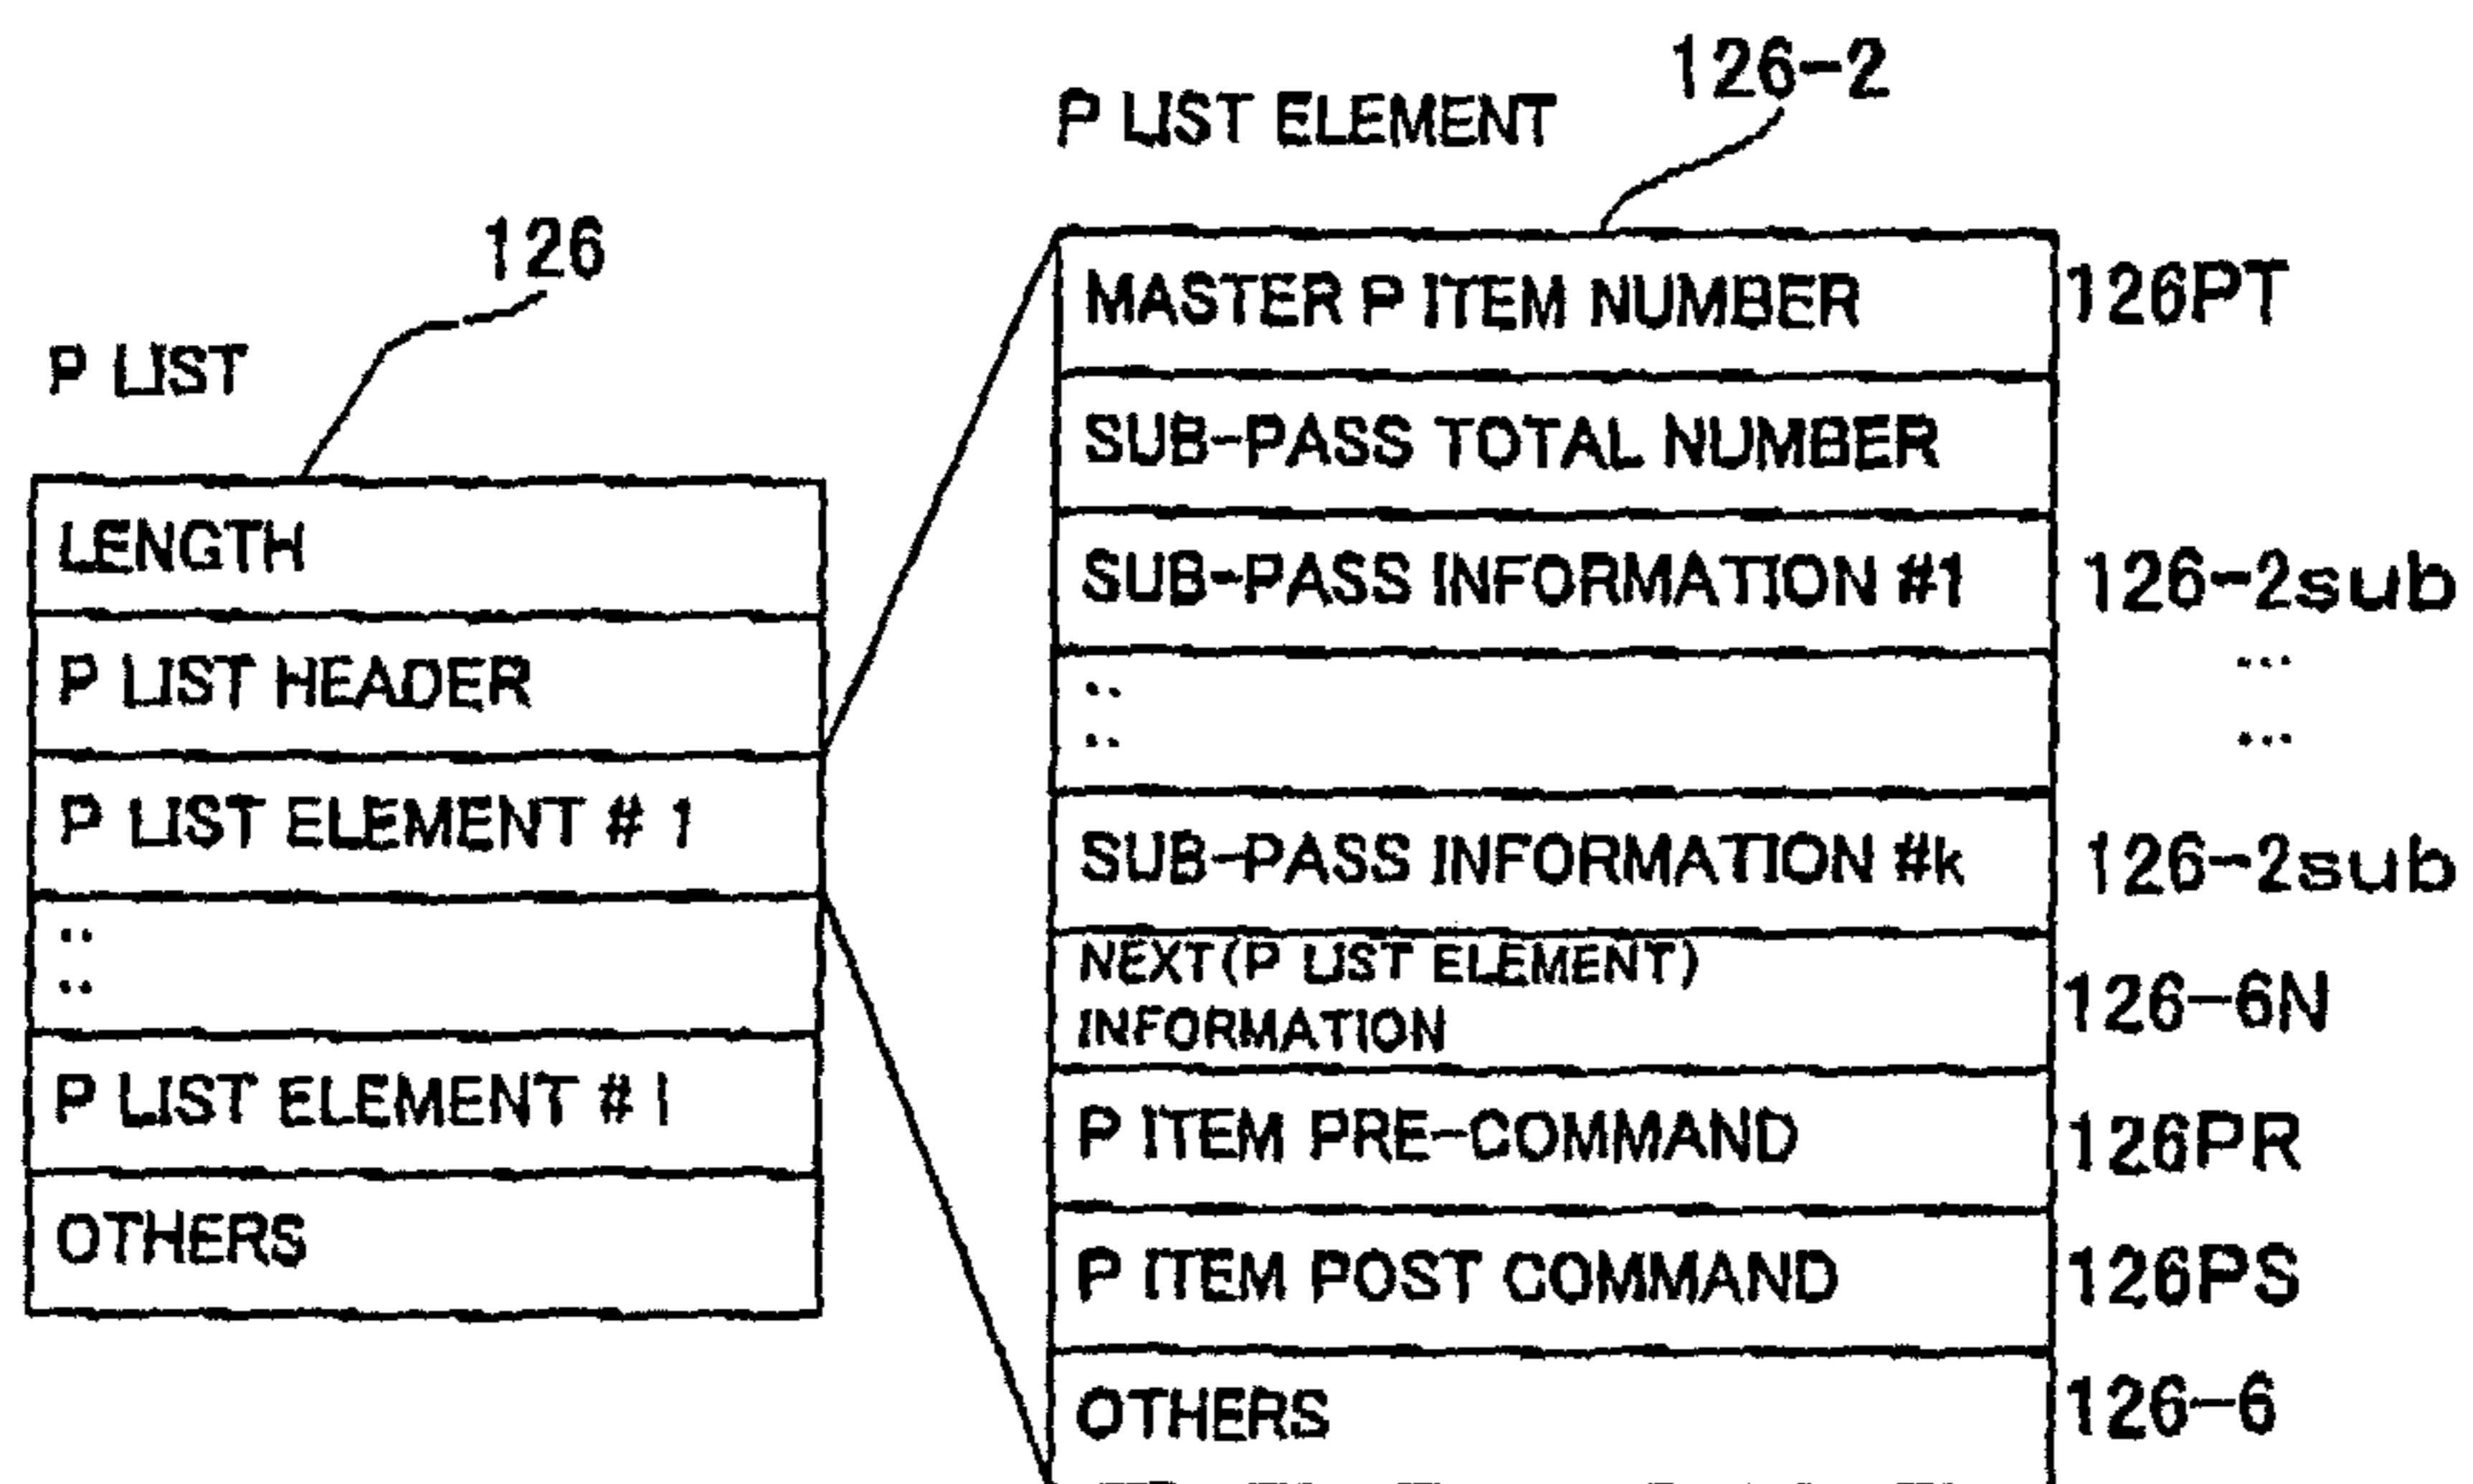 P LIST
126
LENGTH
P LIST HEADER
P LIST ELEMENT # 1
::
::
P LIST ELEMENT # l
OTHERS
P LIST ELEMENT
126-2
MASTER P ITEM NUMBER 126PT
SUB-PASS TOTAL NUMBER
SUB-PASS INFORMATION #1 126-2sub
:: ...
:: ...
SUB-PASS INFORMATION #k 126-2sub
NEXT(P LIST ELEMENT)
INFORMATION 126-6N
P ITEM PRE-COMMAND 126PR
P ITEM POST COMMAND 126PS
OTHERS 126-6